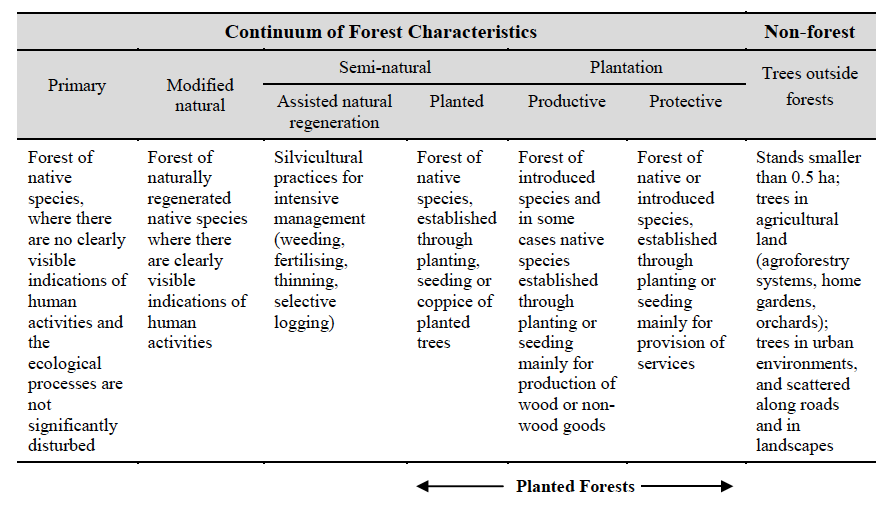 Continuum of Forest Characteristics
Non-forest
Primary
Modified
natural
Semi-natural
Plantation
Trees outside
forests
Assisted natural
regeneration
Planted
Productive
Protective
Forest of
native
species,
where there
are no clearly
visible
indications of
human
activities and
the
ecological
processes are
not
significantly
disturbed
Forest of
naturally
regenerated
native species
where there
are clearly
visible
indications of
human
activities
Silvicultural
practices for
intensive
management
(weeding,
fertilising,
thinning,
selective
logging)
Forest of
native
species,
established
through
planting,
seeding or
coppice of
planted
trees
Forest of
introduced
species and
in some
cases native
species
established
through
planting or
seeding
mainly for
production of
wood or non-
wood goods
Forest of
native or
introduced
species,
established
through
planting or
seeding
mainly for
provision of
services
Stands smaller
than 0.5 ha;
trees in
agricultural
land
(agroforestry
systems, home
gardens,
orchards);
trees in urban
environments,
and scattered
along roads
and in
landscapes
Planted Forests